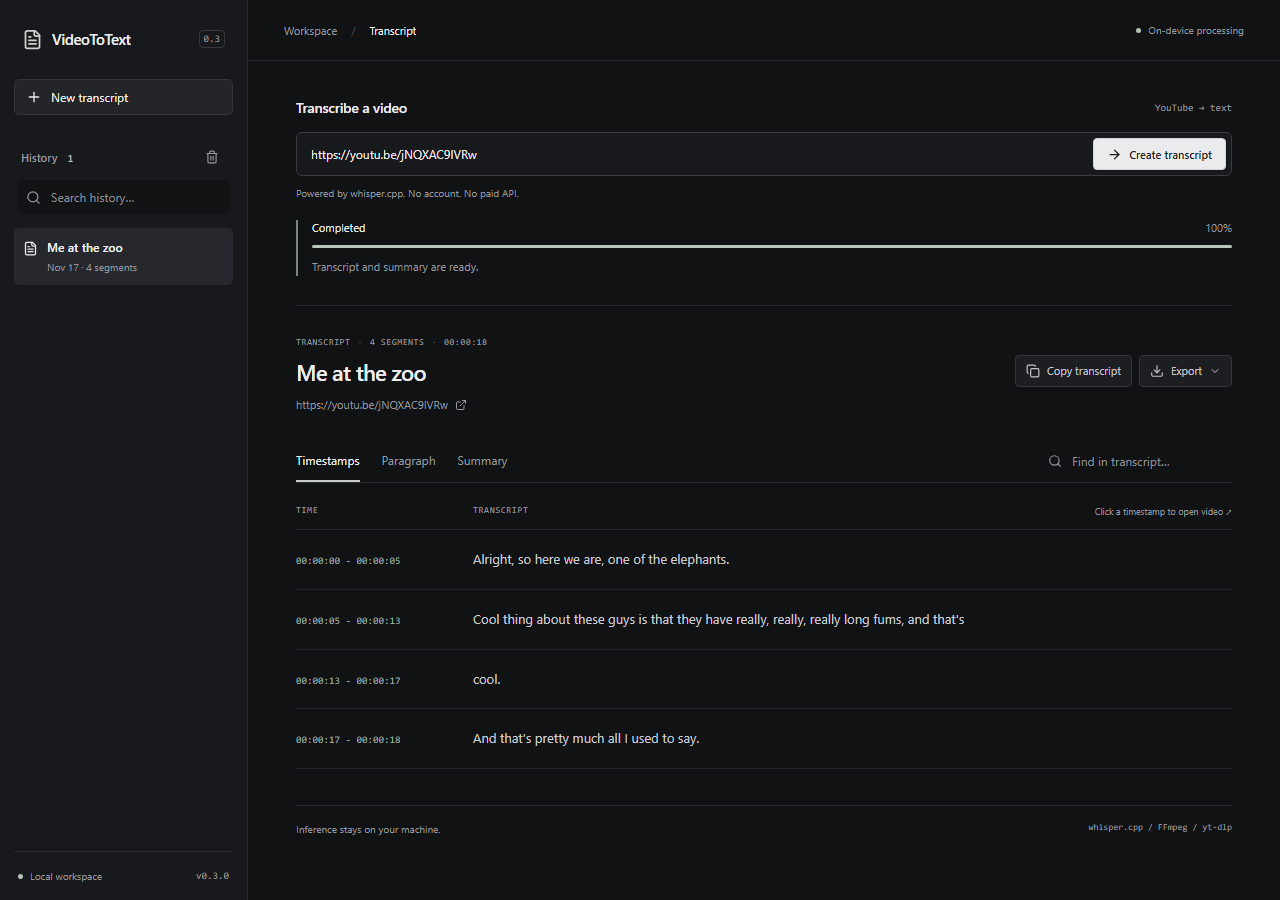 VideoToText
0.3
New transcript
History 1
Search history...
Me at the zoo
Nov 17 · 4 segments
Local workspace
v0.3.0
Workspace / Transcript
On-device processing
Transcribe a video
YouTube → text
https://youtu.be/jNQXAC9IVRw
Create transcript
Powered by whisper.cpp. No account. No paid API.
Completed
100%
Transcript and summary are ready.
TRANSCRIPT · 4 SEGMENTS · 00:00:18
Me at the zoo
Copy transcript
Export
https://youtu.be/jNQXAC9IVRw
Timestamps
Paragraph
Summary
Find in transcript...
TIME
TRANSCRIPT
Click a timestamp to open video ↗
00:00:00 - 00:00:05 Alright, so here we are, one of the elephants.
00:00:05 - 00:00:13 Cool thing about these guys is that they have really, really, really long fums, and that's
00:00:13 - 00:00:17 cool.
00:00:17 - 00:00:18 And that's pretty much all I used to say.
Inference stays on your machine.
whisper.cpp / FFmpeg / yt-dlp